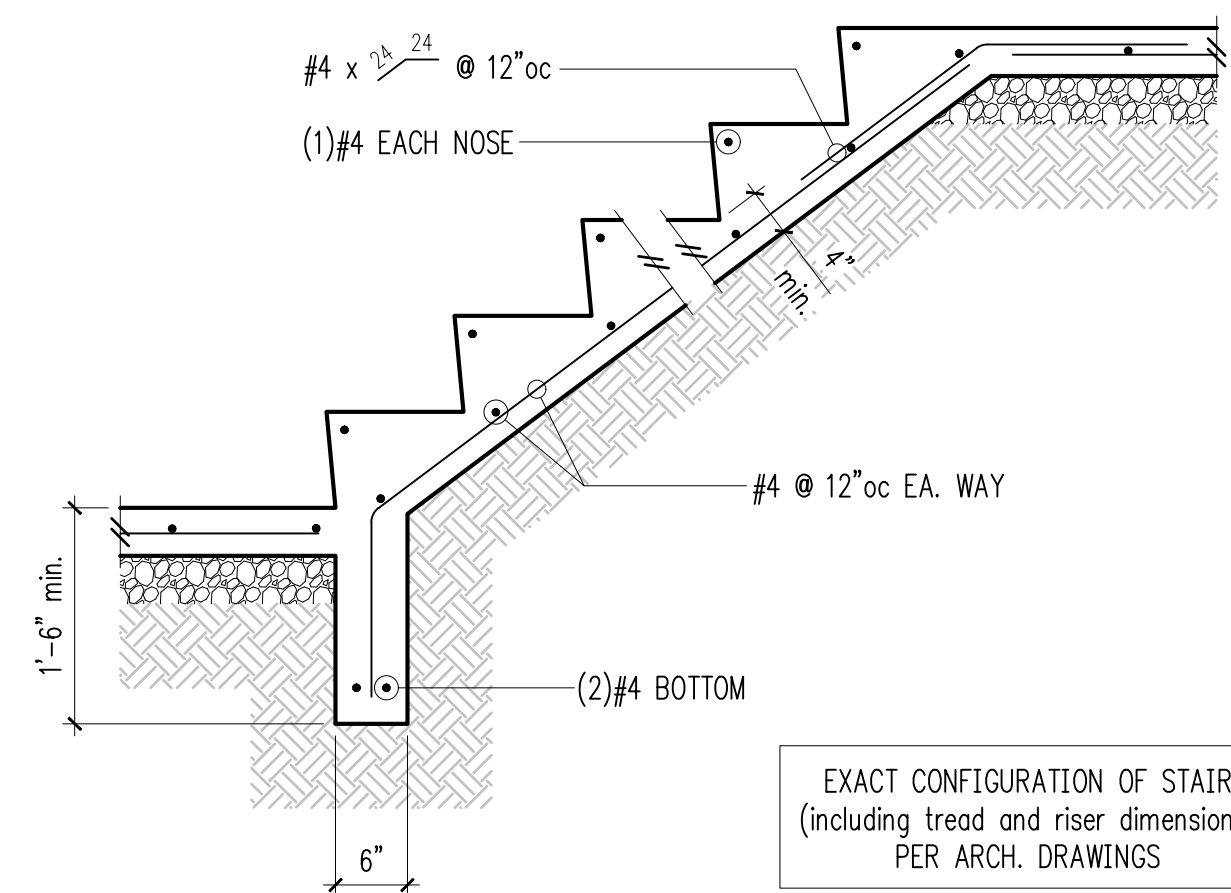 #4 x 24 24 @ 12"oc
(1)#4 EACH NOSE
4"
min.
#4 @ 12"oc EA. WAY
1'-6" min.
(2)#4 BOTTOM
6"
EXACT CONFIGURATION OF STAIR
(including tread and riser dimension
PER ARCH. DRAWINGS